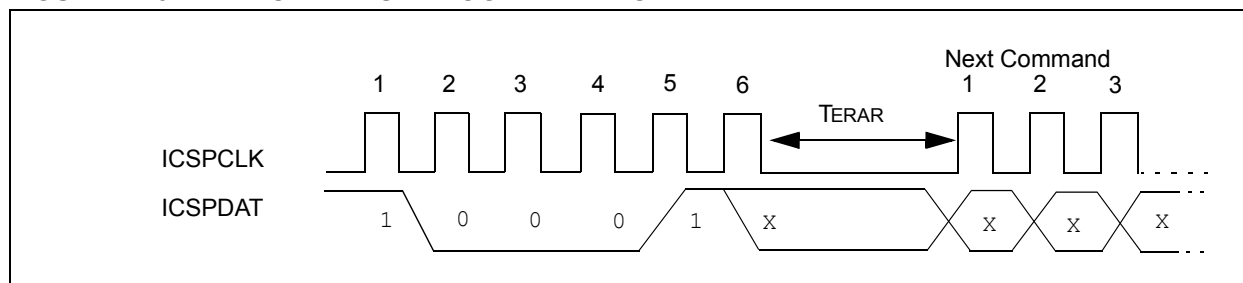 Next Command
1 2 3 4 5 6 1 2 3
TERAR
ICSPCLK
ICSPDAT
1 0 0 0 1 X X X X